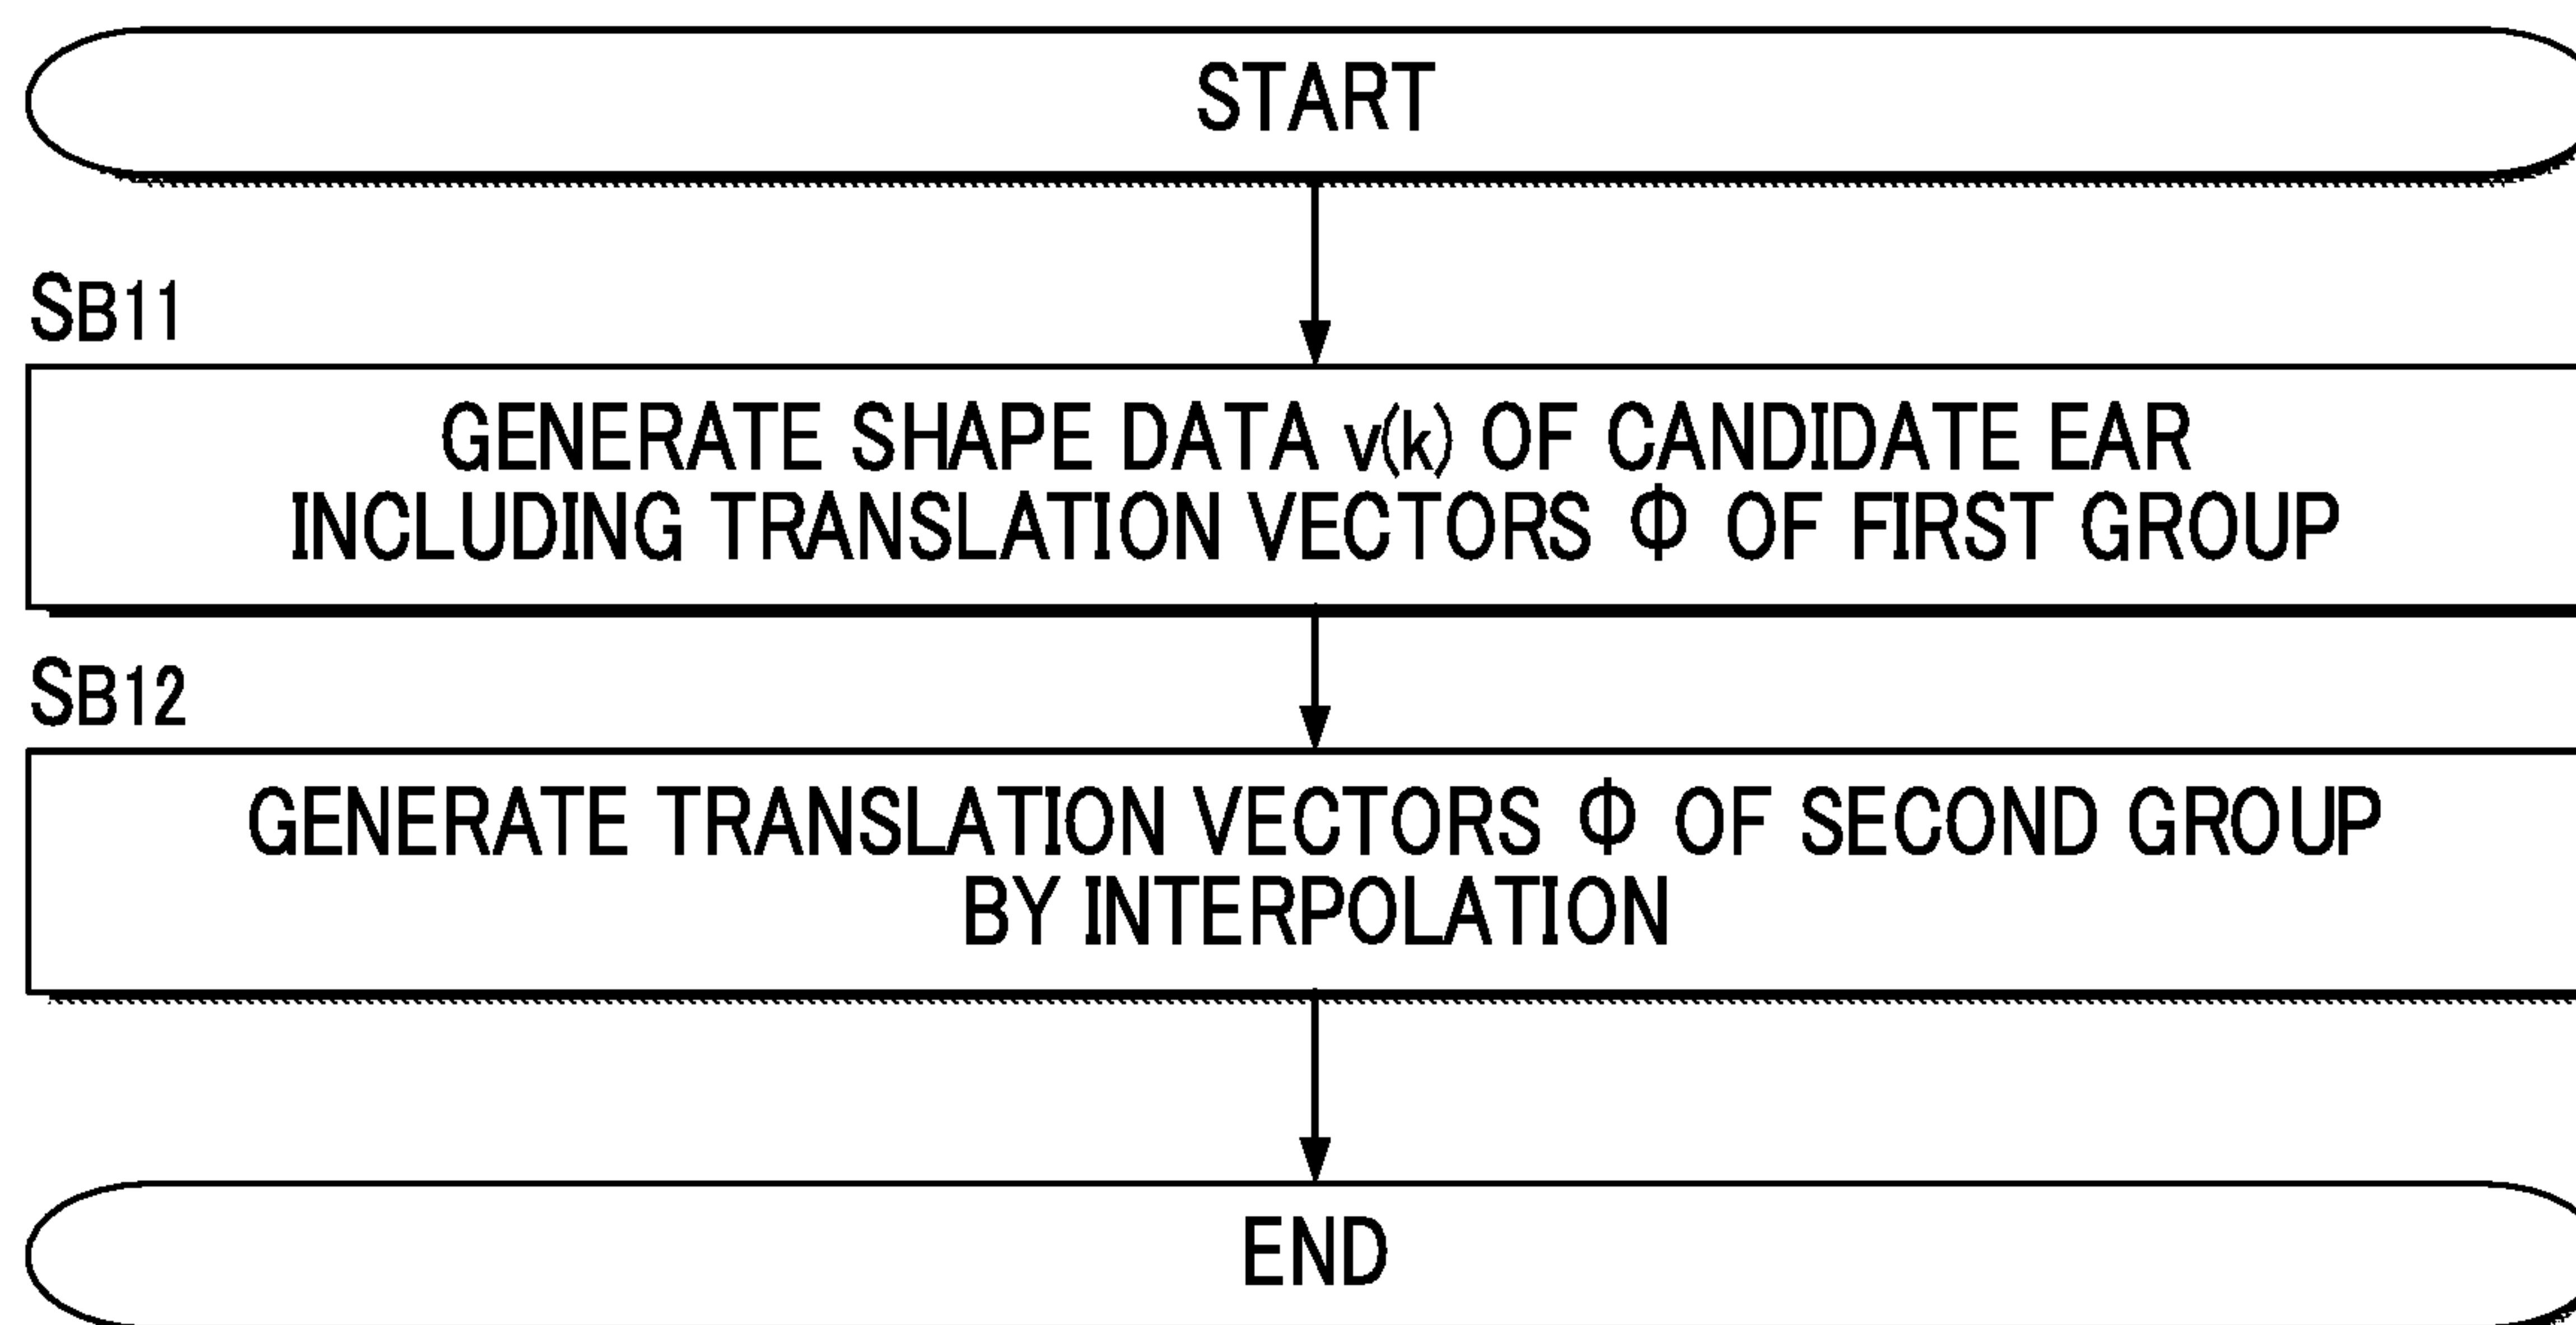 START
SB11
GENERATE SHAPE DATA v(k) OF CANDIDATE EAR
INCLUDING TRANSLATION VECTORS Φ OF FIRST GROUP
SB12
GENERATE TRANSLATION VECTORS Φ OF SECOND GROUP
BY INTERPOLATION
END